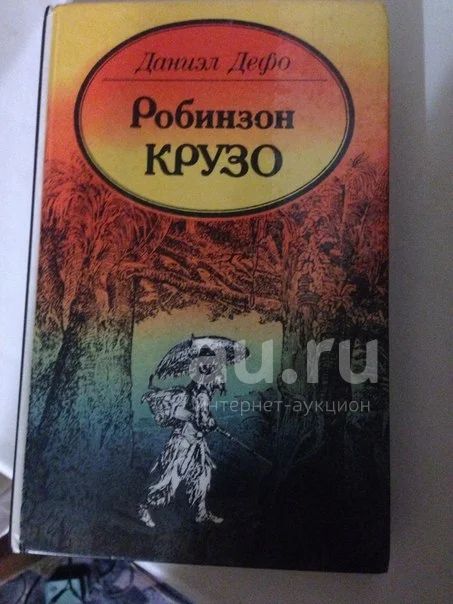 Даниэл Дефо
Робинзон
КРУЗО
au.ru
интернет-аукцион